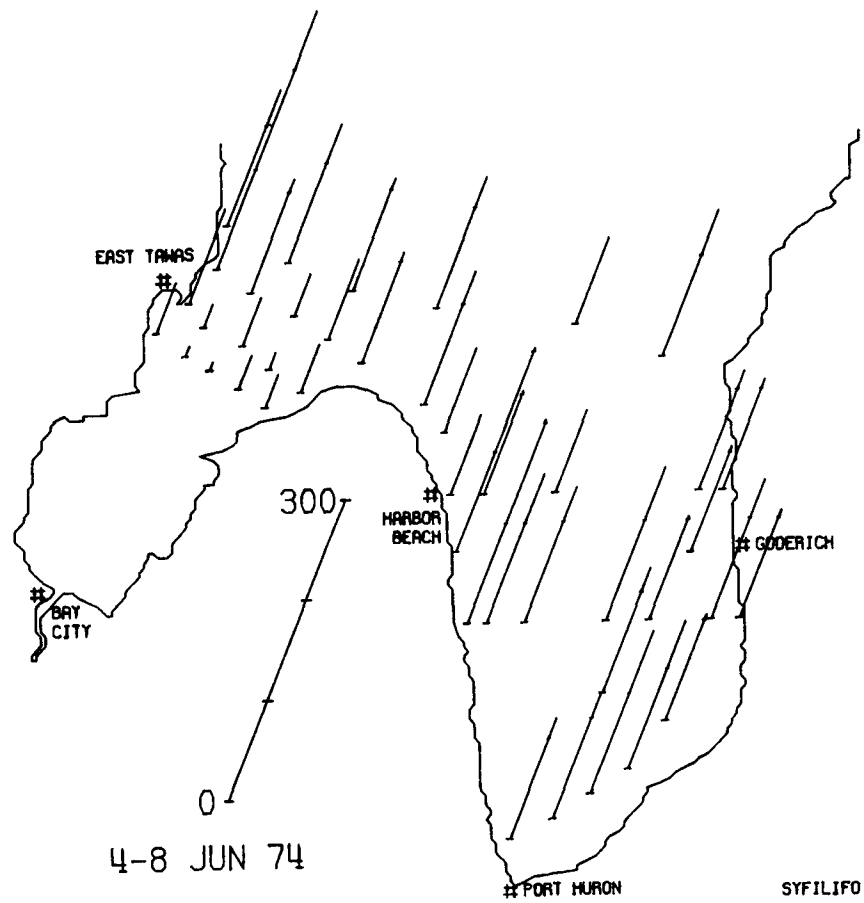 EAST TAWAS
#
300
#
HARBOR
BEACH
# GODERICH
#
BAY
CITY
0
4-8 JUN 74
# PORT HURON
SYFILIFO